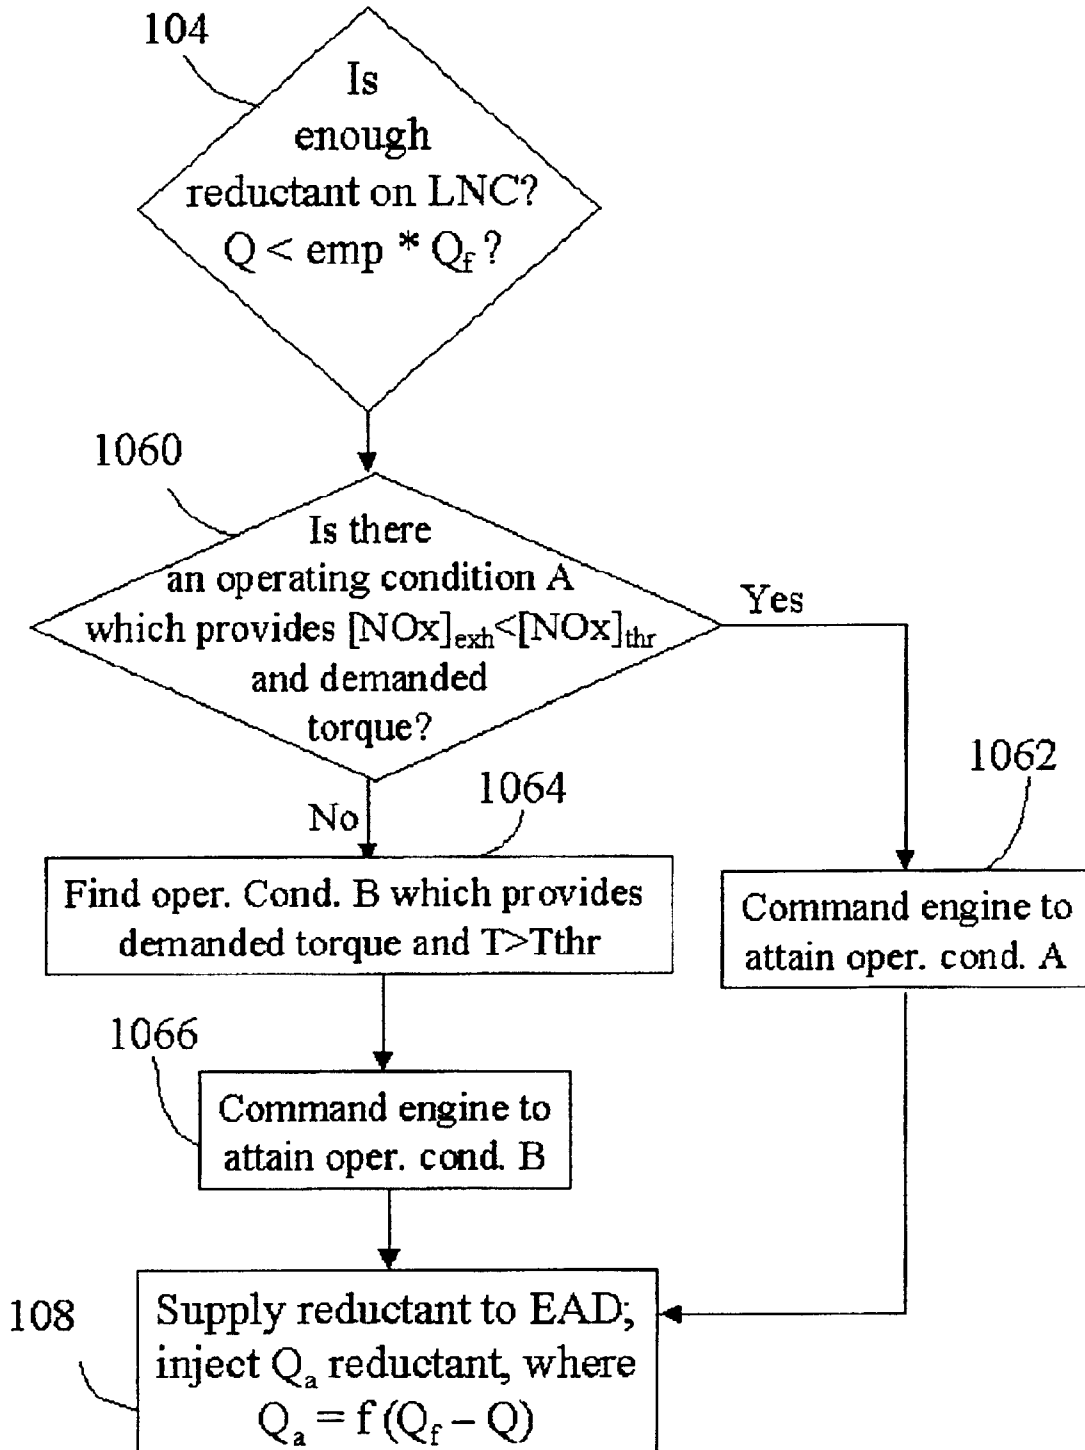 104
Is
enough
reductant on LNC?
Q < emp * Qf ?
1060
Is there
an operating condition A
which provides [NOx]exh<[NOx]thr
and demanded
torque?
Yes
No
1064
1062
Find oper. Cond. B which provides
demanded torque and T>Tthr
Command engine to
attain oper. cond. A
1066
Command engine to
attain oper. cond. B
108
Supply reductant to EAD;
inject Qa reductant, where
Qa = f (Qf – Q)